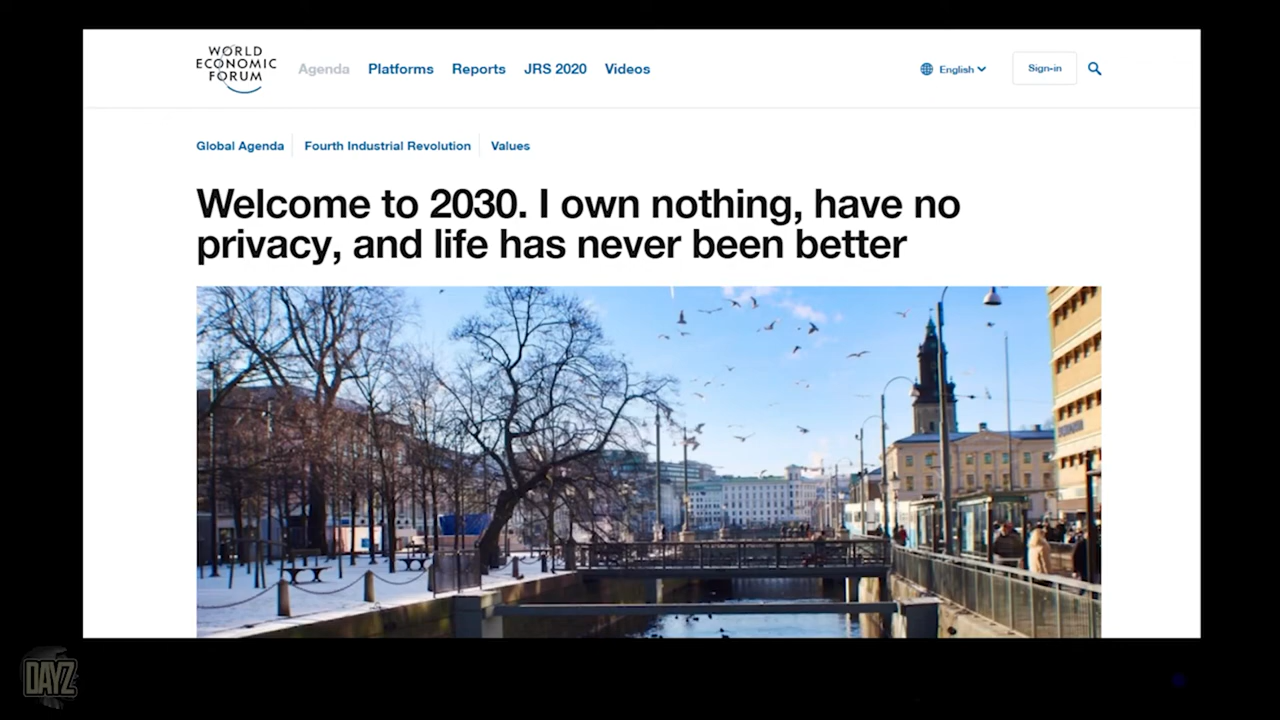 WORLD
ECONOMIC
FORUM
Agenda Platforms Reports JRS 2020 Videos
English Sign-in
Global Agenda Fourth Industrial Revolution Values
Welcome to 2030. I own nothing, have no
privacy, and life has never been better
DAYZ